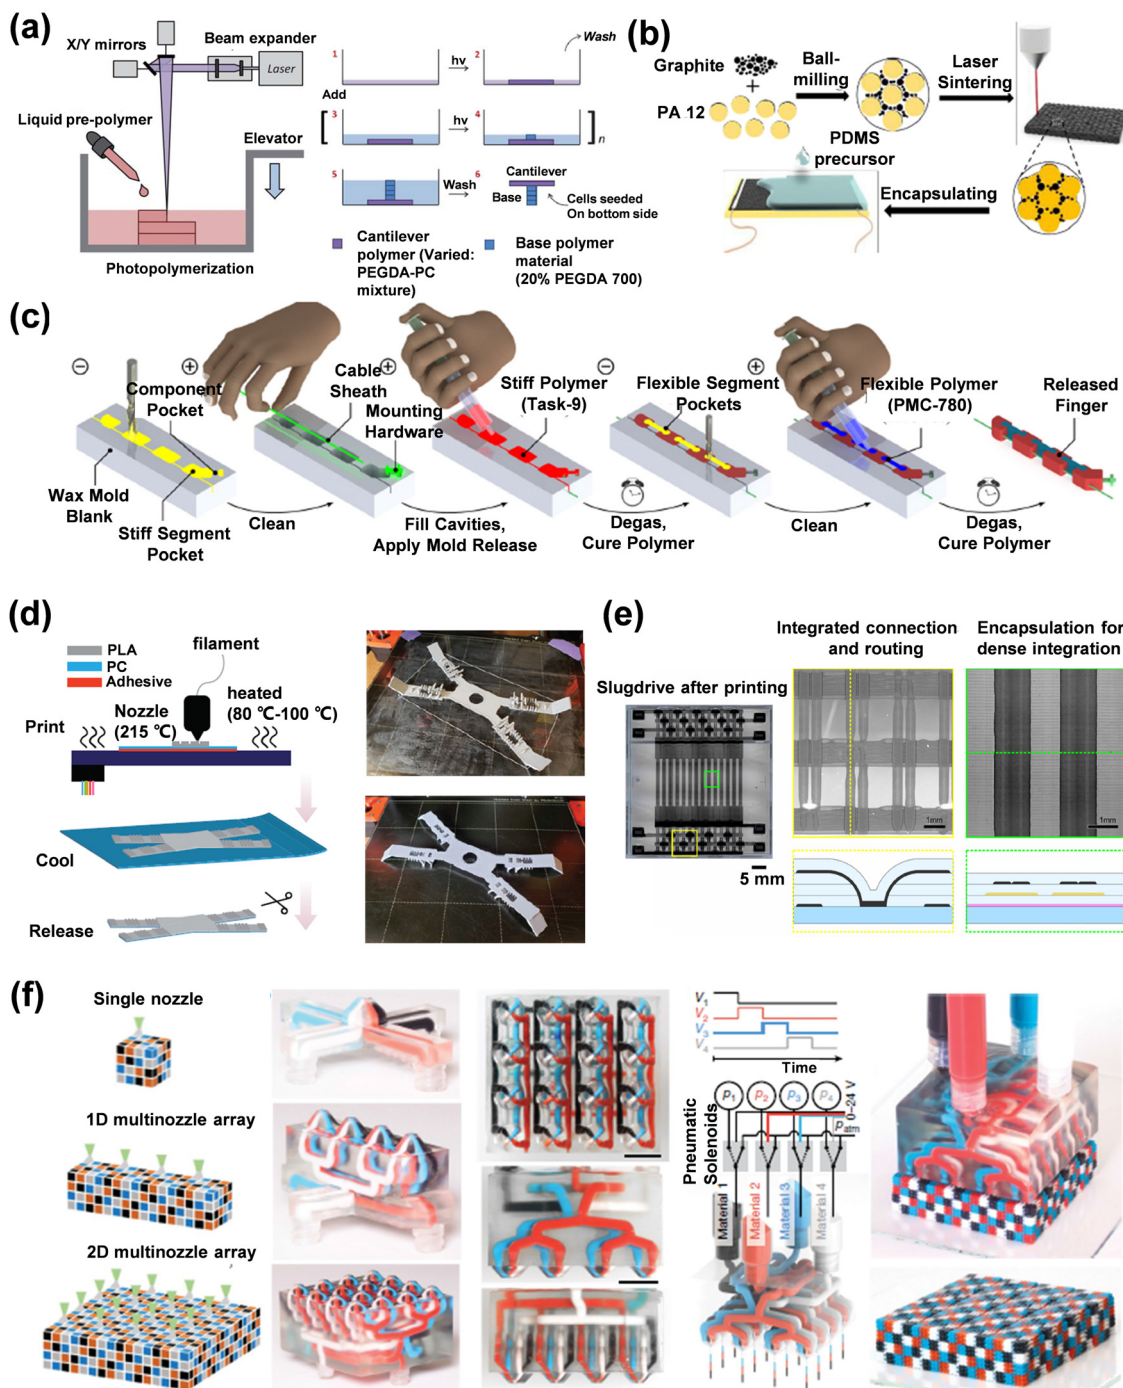 (a)
X/Y mirrors
Beam expander
Laser
Liquid pre-polymer
Elevator
Photopolymerization
1
hν
2
Wash
Add
3
hν
4
n
5
Wash
6
Cantilever
Base
Cells seeded
On bottom side
Cantilever
polymer (Varied:
PEGDA-PC
mixture)
Base polymer
material
(20% PEGDA 700)
(b)
Graphite
+
PA 12
Ball-
milling
Laser
Sintering
PDMS
precursor
Encapsulating
(c)
Component
Pocket
Wax Mold
Blank
Stiff Segment
Pocket
Clean
Cable
Sheath
Mounting
Hardware
Fill Cavities,
Apply Mold Release
Stiff Polymer
(Task-9)
Degas,
Cure Polymer
Flexible Segment
Pockets
Clean
Flexible Polymer
(PMC-780)
Degas,
Cure Polymer
Released
Finger
(d)
PLA
PC
Adhesive
filament
Nozzle
(215 ℃)
heated
(80 ℃-100 ℃)
Print
Cool
Release
(e)
Integrated connection
and routing
Encapsulation for
dense integration
Slugdrive after printing
5 mm
1mm
1mm
(f)
Single nozzle
1D multinozzle array
2D multinozzle array
V1
V2
V3
V4
Time
p1
p2
p3
p4
0–24 V
patm
Pneumatic
Solenoids
Material 1
Material 2
Material 3
Material 4